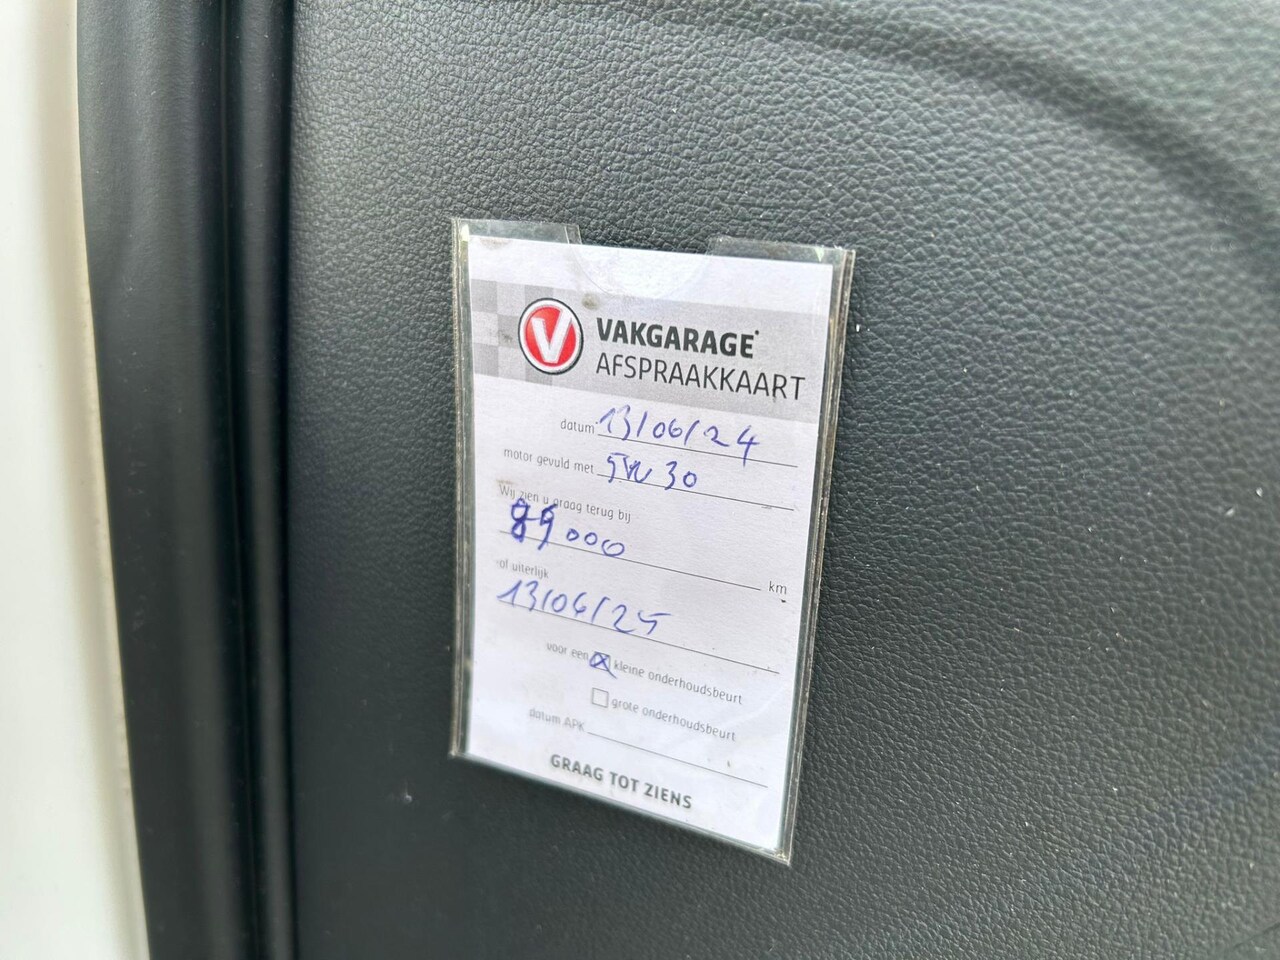 V VAKGARAGE
AFSPRAAKKAART
datum 13/06/24
motor gevuld met 5W30
Wij zien u graag terug bij
89000 km
of uiterlijk
13/06/25
voor een ☒ kleine onderhoudsbeurt
☐ grote onderhoudsbeurt
datum APK
GRAAG TOT ZIENS